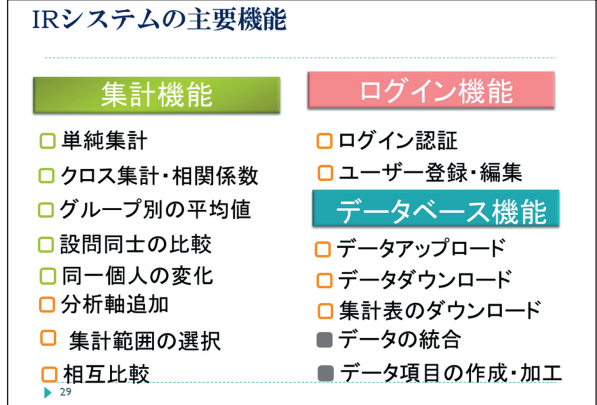 IRシステムの主要機能
集計機能
単純集計
クロス集計・相関係数
グループ別の平均値
設問同士の比較
同一個人の変化
分析軸追加
集計範囲の選択
相互比較
ログイン機能
ログイン認証
ユーザー登録・編集
データベース機能
データアップロード
データダウンロード
集計表のダウンロード
データの統合
データ項目の作成・加工
29